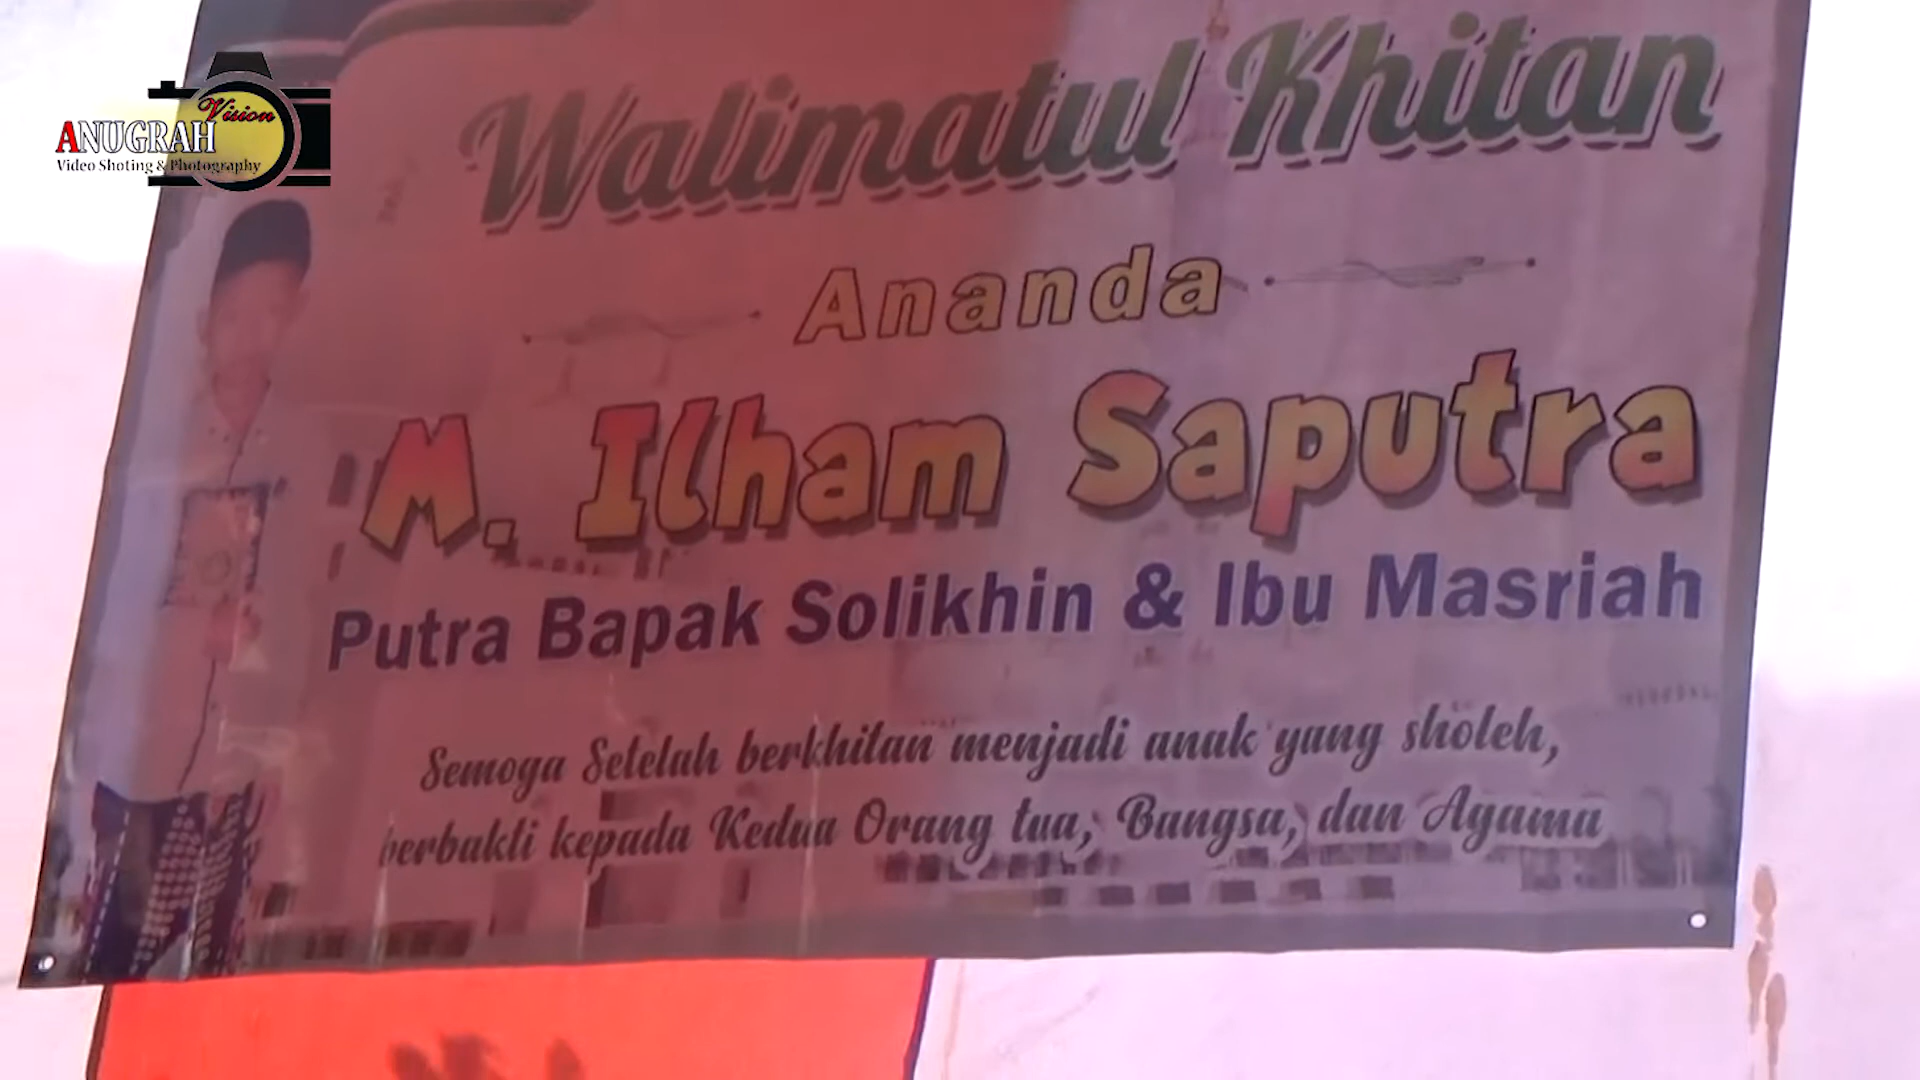 Vision
ANUGRAH
Video Shoting & Photography
Walimatul Khitan
Ananda
M. Ilham Saputra
Putra Bapak Solikhin & Ibu Masriah
Semoga Setelah berkhitan menjadi anak yang sholeh,
berbakti kepada Kedua Orang tua, Bangsa, dan Agama